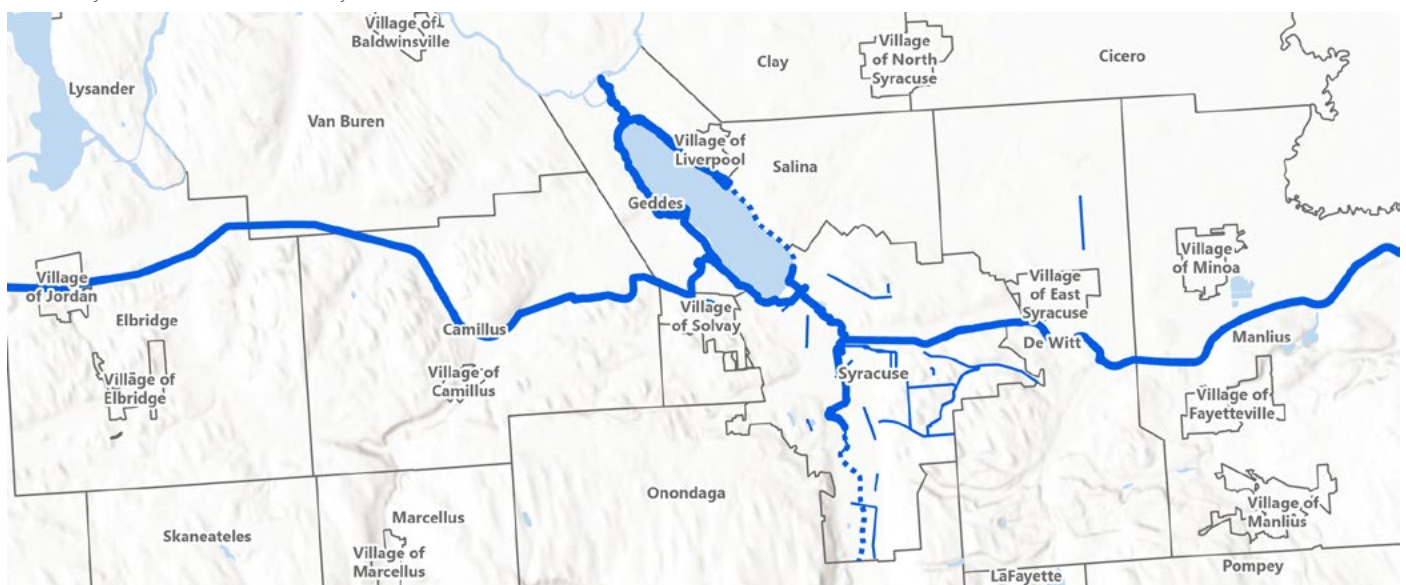 Village of
Baldwinsville
Village
of North
Syracuse
Clay
Cicero
Lysander
Van Buren
Village of
Liverpool
Salina
Geddes
Village
of Jordan
Village
of Minoa
Village
of East
Syracuse
Elbridge
Camillus
Village
of Solvay
De Witt
Manlius
Village of
Elbridge
Village of
Camillus
Syracuse
Village of
Fayetteville
Onondaga
Village of
Manlius
Marcellus
Skaneateles
Village of
Marcellus
LaFayette
Pompey